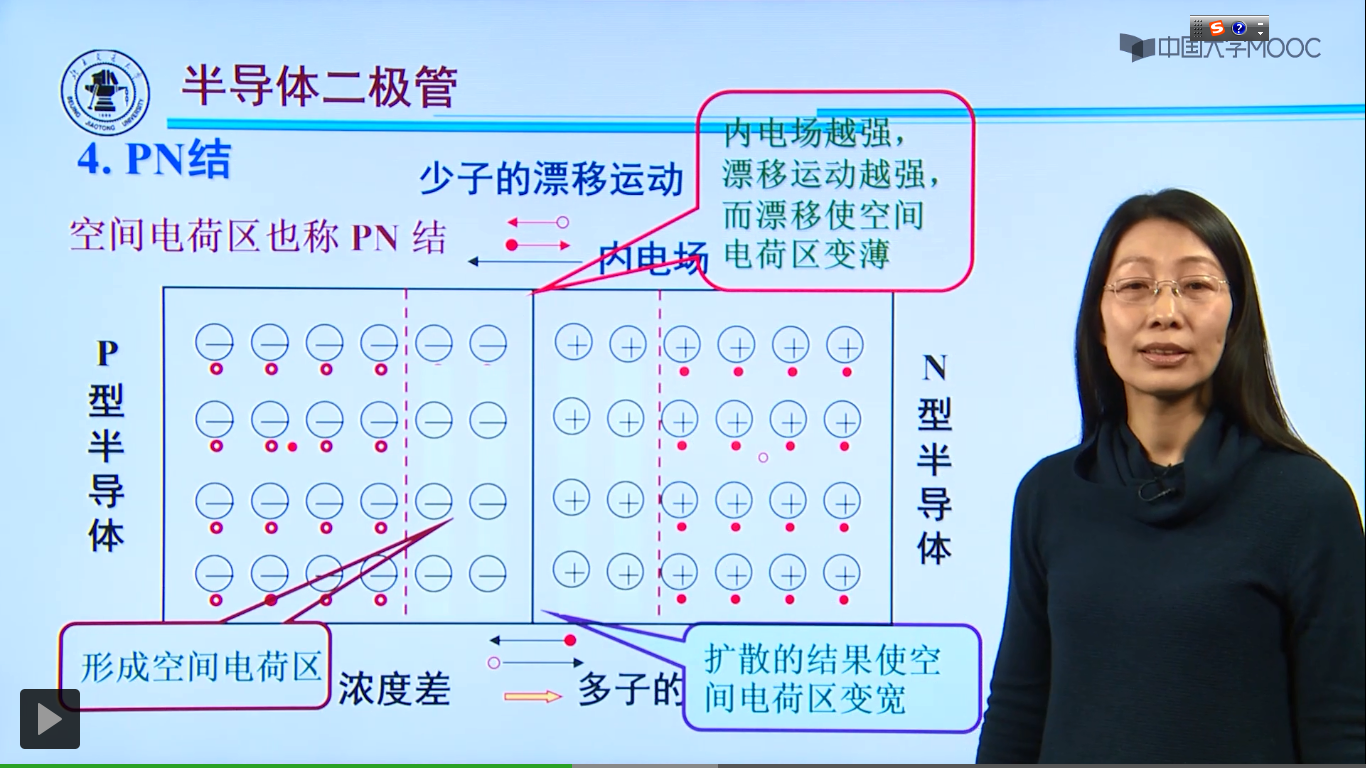 中国大学MOOC
半导体二极管
4. PN结
少子的漂移运动
内电场越强，
漂移运动越强，
而漂移使空间
电荷区变薄
空间电荷区也称 PN 结
内电场
P
型
半
导
体
N
型
半
导
体
形成空间电荷区
浓度差
多子的
扩散的结果使空
间电荷区变宽